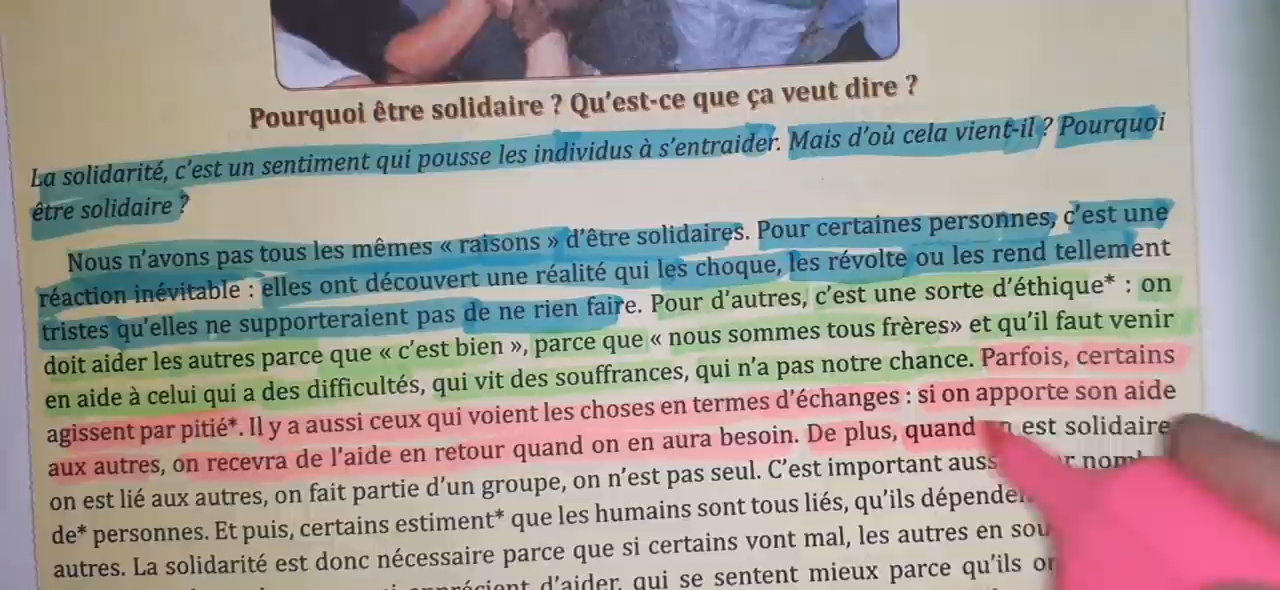 Pourquoi être solidaire ? Qu'est-ce que ça veut dire ?
La solidarité, c'est un sentiment qui pousse les individus à s'entraider. Mais d'où cela vient-il ? Pourquoi
être solidaire ?
Nous n'avons pas tous les mêmes « raisons » d'être solidaires. Pour certaines personnes, c'est une
réaction inévitable : elles ont découvert une réalité qui les choque, les révolte ou les rend tellement
tristes qu'elles ne supporteraient pas de ne rien faire. Pour d'autres, c'est une sorte d'éthique* : on
doit aider les autres parce que « c'est bien », parce que « nous sommes tous frères» et qu'il faut venir
en aide à celui qui a des difficultés, qui vit des souffrances, qui n'a pas notre chance. Parfois, certains
agissent par pitié*. Il y a aussi ceux qui voient les choses en termes d'échanges : si on apporte son aide
aux autres, on recevra de l'aide en retour quand on en aura besoin. De plus, quand est solidaire
on est lié aux autres, on fait partie d'un groupe, on n'est pas seul. C'est important
de* personnes. Et puis, certains estiment* que les humains sont tous liés, qu'ils
autres. La solidarité est donc nécessaire parce que si certains vont mal, les autres en
d'aider, qui se sentent mieux parce qu'ils